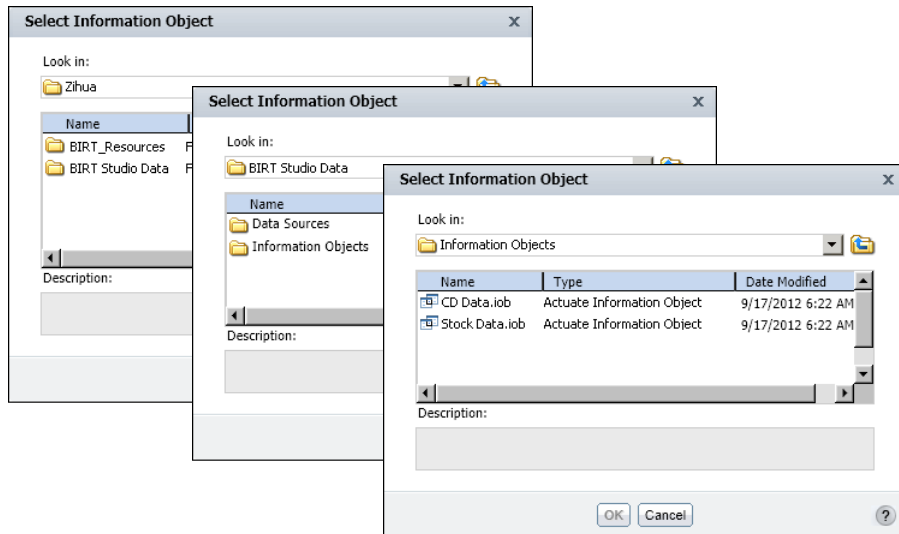 Select Information Object x
Look in:
Zihua
Name
BIRT_Resources F
BIRT Studio Data F
Description:
Select Information Object x
Look in:
BIRT Studio Data
Name
Data Sources
Information Objects
Description:
Select Information Object x
Look in:
Information Objects
Name Type Date Modified
CD Data.iob Actuate Information Object 9/17/2012 6:22 AM
Stock Data.iob Actuate Information Object 9/17/2012 6:22 AM
Description:
OK Cancel ?